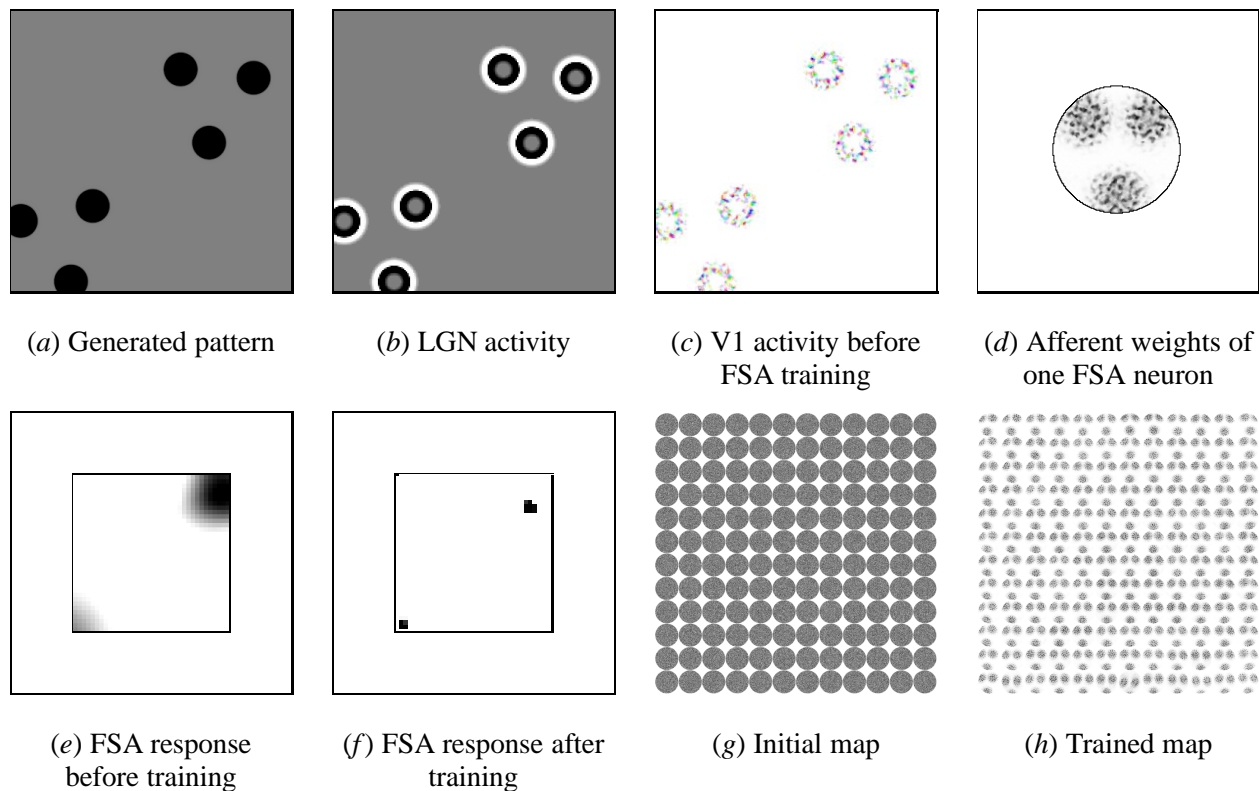 (a) Generated pattern
(b) LGN activity
(c) V1 activity before
FSA training
(d) Afferent weights of
one FSA neuron
(e) FSA response
before training
(f) FSA response after
training
(g) Initial map
(h) Trained map